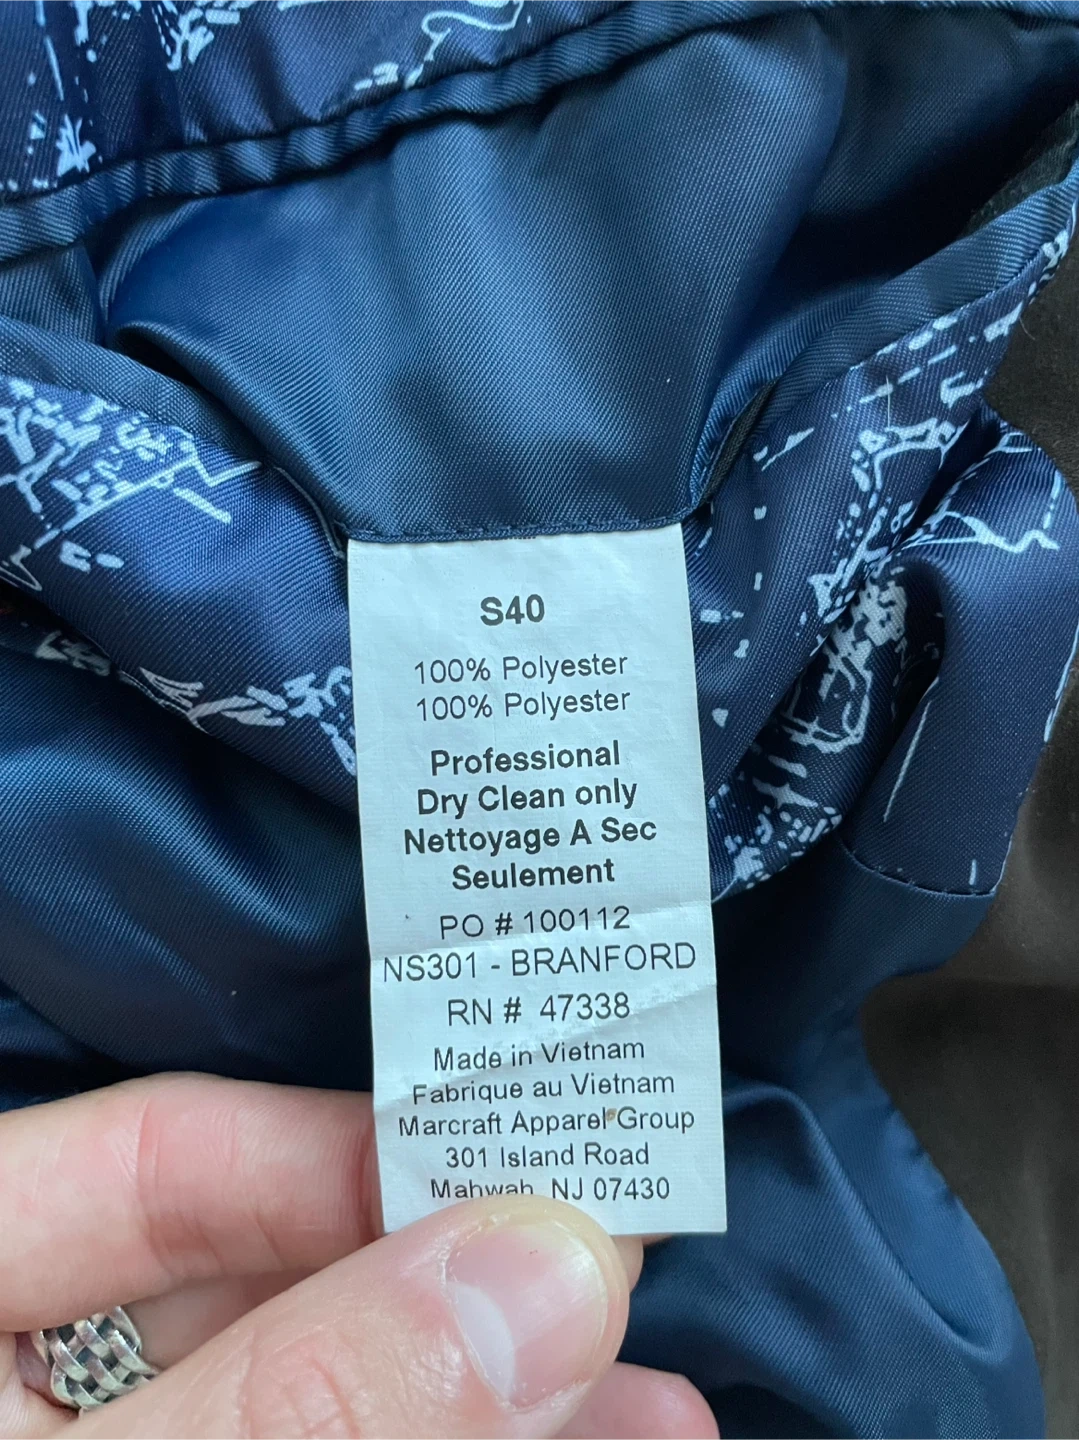 S40
100% Polyester
100% Polyester
Professional
Dry Clean only
Nettoyage A Sec
Seulement
PO # 100112
NS301 - BRANFORD
RN # 47338
Made in Vietnam
Fabrique au Vietnam
Marcraft Apparel Group
301 Island Road
Mahwah, NJ 07430